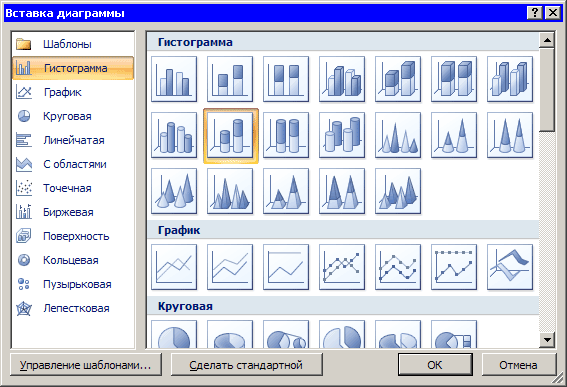 Вставка диаграммы
Шаблоны
Гистограмма
График
Круговая
Линейчатая
С областями
Точечная
Биржевая
Поверхность
Кольцевая
Пузырьковая
Лепестковая
Гистограмма
График
Круговая
Управление шаблонами...
Сделать стандартной
ОК
Отмена